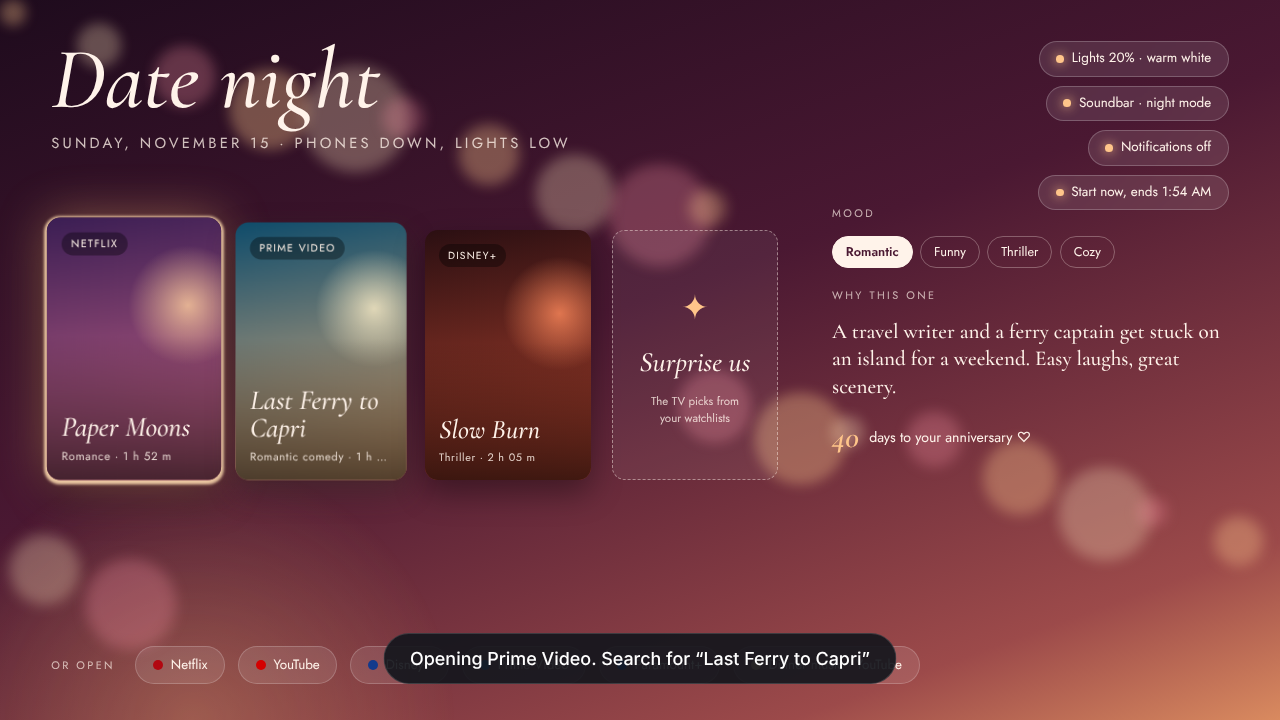 Date night
SUNDAY, NOVEMBER 15 · PHONES DOWN, LIGHTS LOW
Lights 20% · warm white
Soundbar · night mode
Notifications off
Start now, ends 1:54 AM
NETFLIX
Paper Moons
Romance · 1 h 52 m
PRIME VIDEO
Last Ferry to
Capri
Romantic comedy · 1 h ...
DISNEY+
Slow Burn
Thriller · 2 h 05 m
✦
Surprise us
The TV picks from
your watchlists
MOOD
Romantic
Funny
Thriller
Cozy
WHY THIS ONE
A travel writer and a ferry captain get stuck on
an island for a weekend. Easy laughs, great
scenery.
40 days to your anniversary ♡
OR OPEN
Netflix
YouTube
Opening Prime Video. Search for “Last Ferry to Capri”